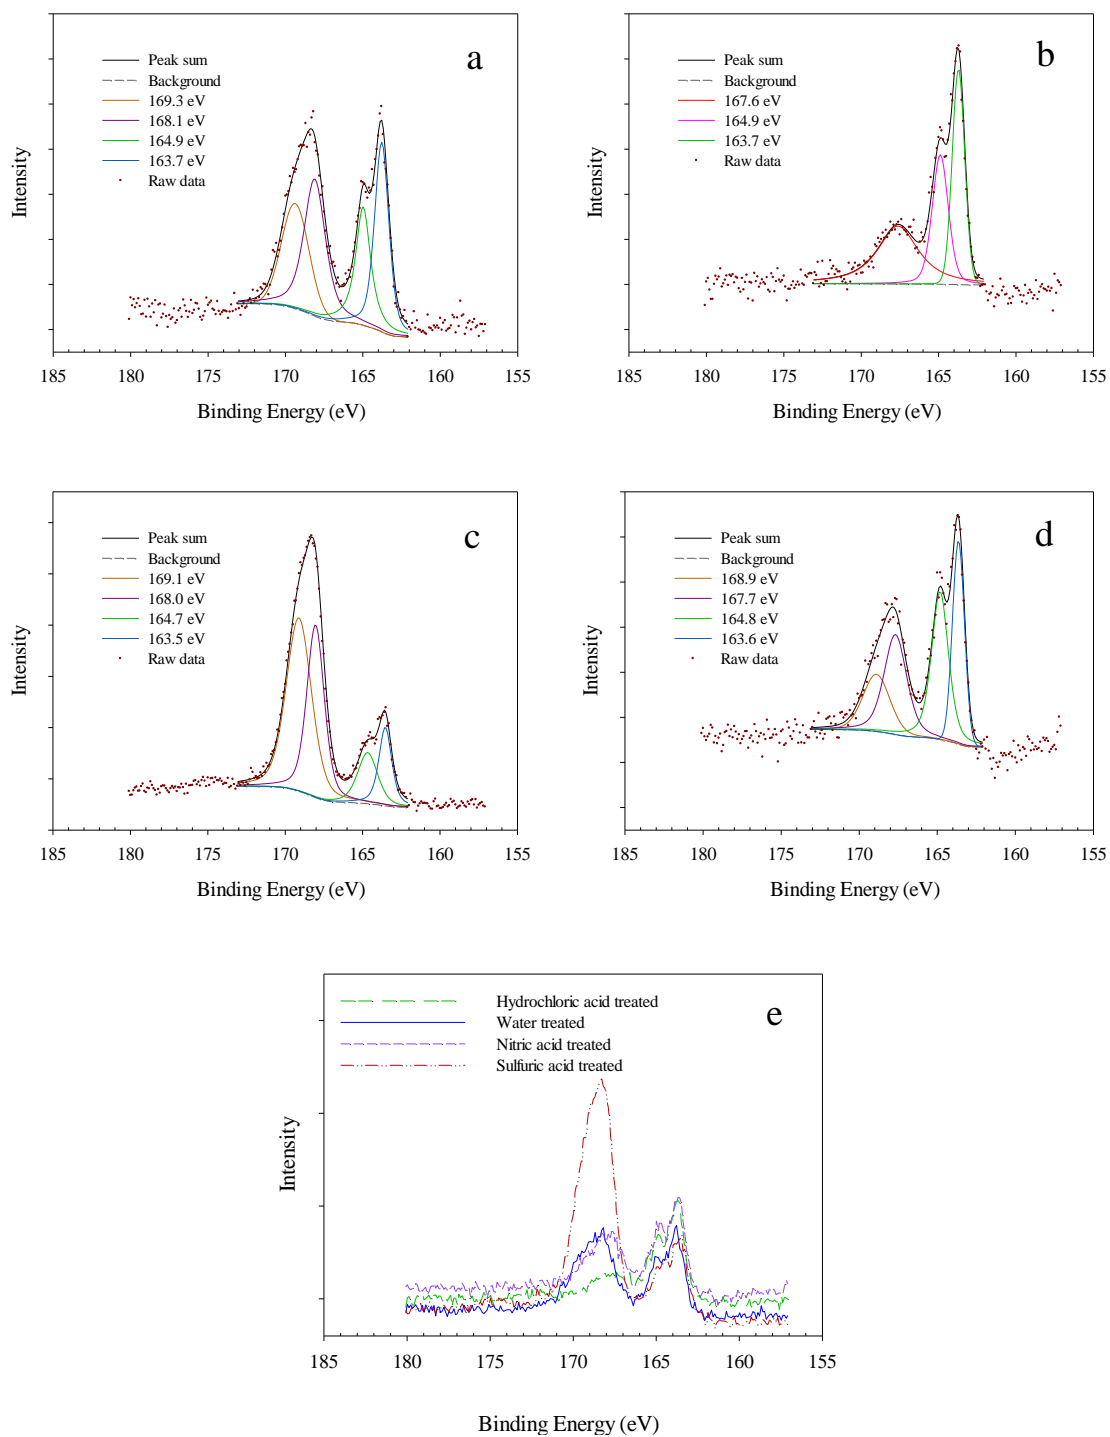 a
Peak sum
Background
169.3 eV
168.1 eV
164.9 eV
163.7 eV
Raw data
Intensity
185 180 175 170 165 160 155
Binding Energy (eV)
b
Peak sum
Background
167.6 eV
164.9 eV
163.7 eV
Raw data
Intensity
185 180 175 170 165 160 155
Binding Energy (eV)
c
Peak sum
Background
169.1 eV
168.0 eV
164.7 eV
163.5 eV
Raw data
Intensity
185 180 175 170 165 160 155
Binding Energy (eV)
d
Peak sum
Background
168.9 eV
167.7 eV
164.8 eV
163.6 eV
Raw data
Intensity
185 180 175 170 165 160 155
Binding Energy (eV)
e
Hydrochloric acid treated
Water treated
Nitric acid treated
Sulfuric acid treated
Intensity
185 180 175 170 165 160 155
Binding Energy (eV)